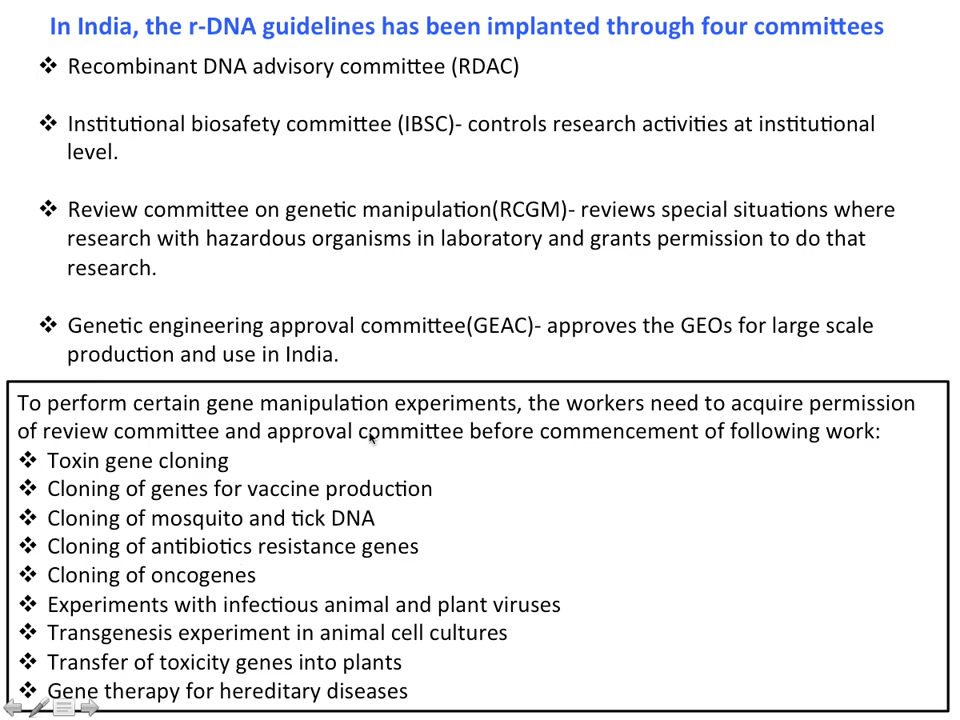 In India, the r-DNA guidelines has been implanted through four committees
❖ Recombinant DNA advisory committee (RDAC)
❖ Institutional biosafety committee (IBSC)- controls research activities at institutional
level.
❖ Review committee on genetic manipulation(RCGM)- reviews special situations where
research with hazardous organisms in laboratory and grants permission to do that
research.
❖ Genetic engineering approval committee(GEAC)- approves the GEOs for large scale
production and use in India.
To perform certain gene manipulation experiments, the workers need to acquire permission
of review committee and approval committee before commencement of following work:
❖ Toxin gene cloning
❖ Cloning of genes for vaccine production
❖ Cloning of mosquito and tick DNA
❖ Cloning of antibiotics resistance genes
❖ Cloning of oncogenes
❖ Experiments with infectious animal and plant viruses
❖ Transgenesis experiment in animal cell cultures
❖ Transfer of toxicity genes into plants
❖ Gene therapy for hereditary diseases